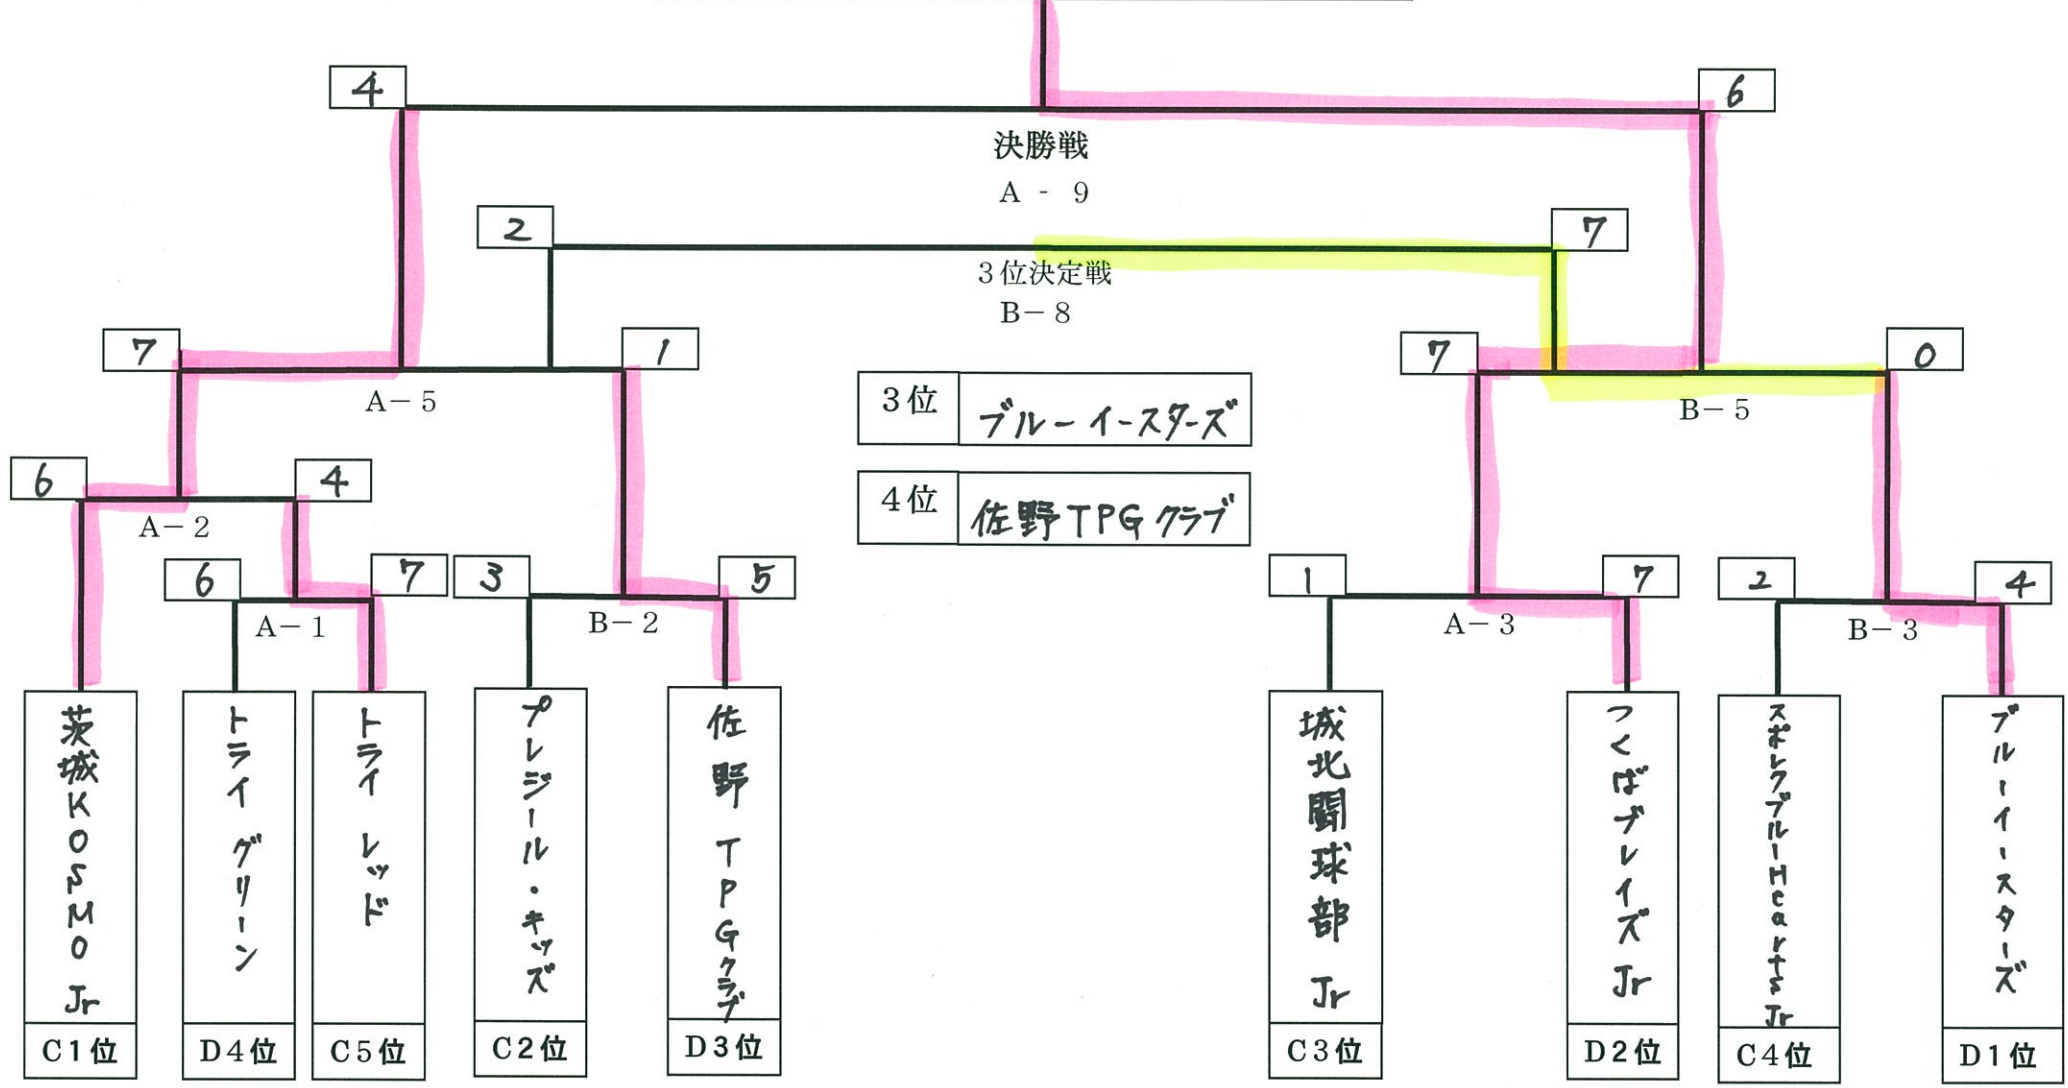 4
6
決勝戦
A - 9
2
7
3位決定戦
B-8
7
1
A-5
7
0
B-5
3位
ブルーイースターズ
4位
佐野TPGクラブ
6
4
A-2
6
7
A-1
3
5
B-2
1
7
A-3
2
4
B-3
茨城KOSMO Jr
トライ グリーン
トライ レッド
プレジール・キッズ
佐野TPGクラブ
城北闘球部 Jr
つくばブレイズ Jr
スポレクブルーHearts Jr
ブルーイースターズ
C1位
D4位
C5位
C2位
D3位
C3位
D2位
C4位
D1位